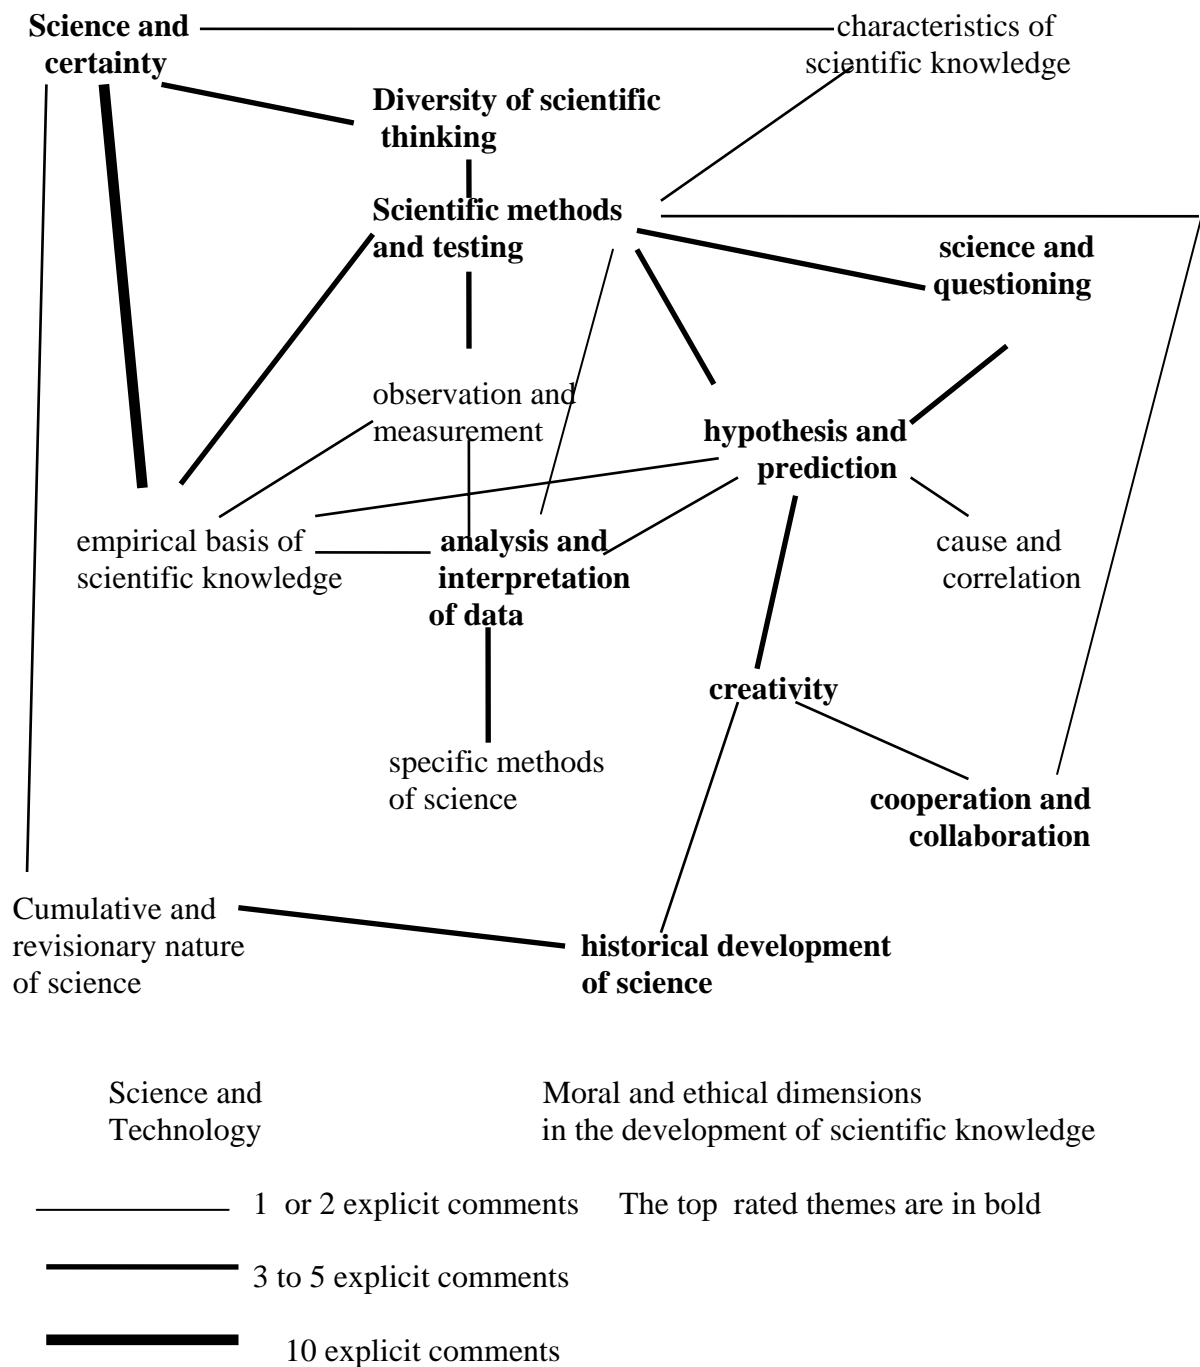 Science and
certainty
characteristics of
scientific knowledge
Diversity of scientific
thinking
Scientific methods
and testing
science and
questioning
observation and
measurement
hypothesis and
prediction
empirical basis of
scientific knowledge
analysis and
interpretation
of data
cause and
correlation
creativity
specific methods
of science
cooperation and
collaboration
Cumulative and
revisionary nature
of science
historical development
of science
Science and
Technology
Moral and ethical dimensions
in the development of scientific knowledge
1 or 2 explicit comments The top rated themes are in bold
3 to 5 explicit comments
10 explicit comments